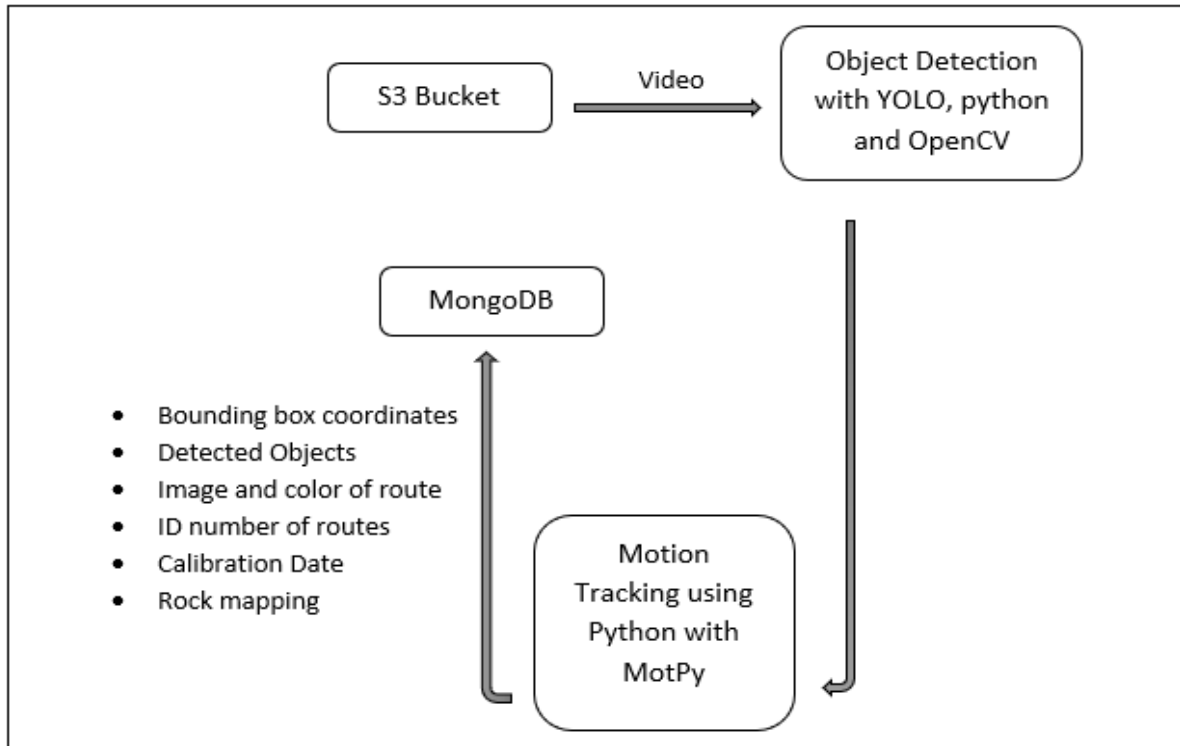 S3 Bucket
Video
Object Detection
with YOLO, python
and OpenCV
MongoDB
• Bounding box coordinates
• Detected Objects
• Image and color of route
• ID number of routes
• Calibration Date
• Rock mapping
Motion
Tracking using
Python with
MotPy